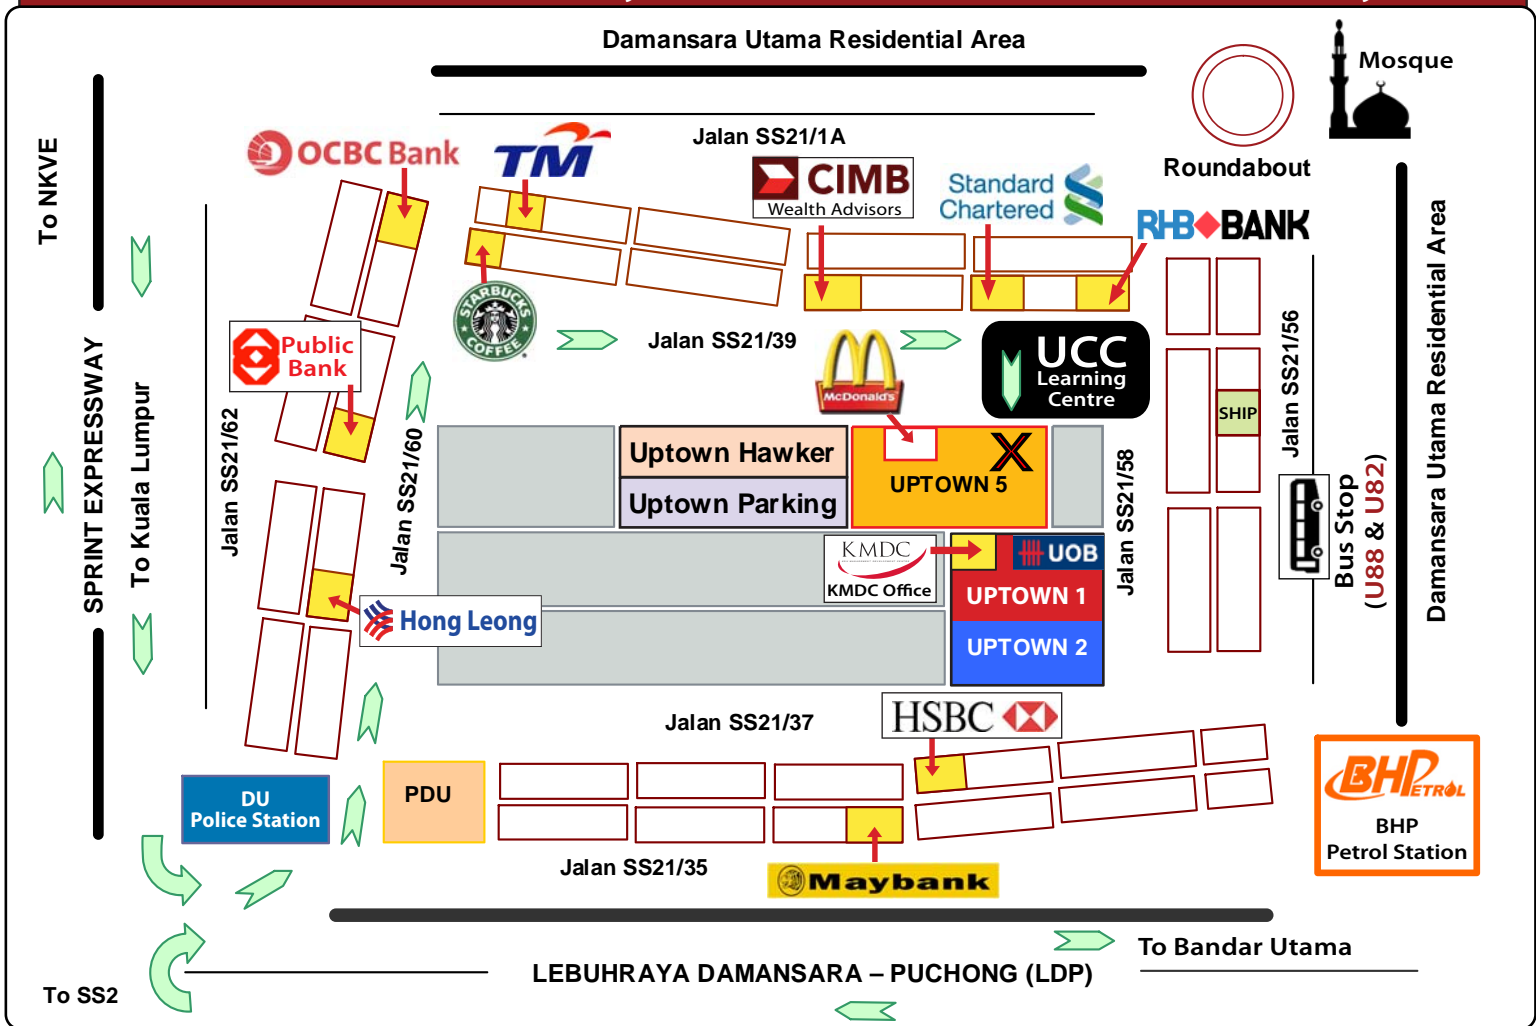 Damansara Utama Residential Area
Mosque
Jalan SS21/1A
OCBC Bank
TM
Roundabout
CIMB
Wealth Advisors
Standard
Chartered
RHB BANK
To NKVE
STARBUCKS
COFFEE
Jalan SS21/39
Public
Bank
McDonald's
UCC
Learning
Centre
SHIP
Jalan SS21/56
Damansara Utama Residential Area
SPRINT EXPRESSWAY
To Kuala Lumpur
Jalan SS21/62
Jalan SS21/60
Uptown Hawker
Uptown Parking
X
UPTOWN 5
Jalan SS21/58
Bus Stop
(U88 & U82)
KMDC
KMDC Office
UOB
UPTOWN 1
UPTOWN 2
Hong Leong
Jalan SS21/37
HSBC
DU
Police Station
PDU
BHPETROL
BHP
Petrol Station
Jalan SS21/35
Maybank
To Bandar Utama
LEBUHRAYA DAMANSARA – PUCHONG (LDP)
To SS2